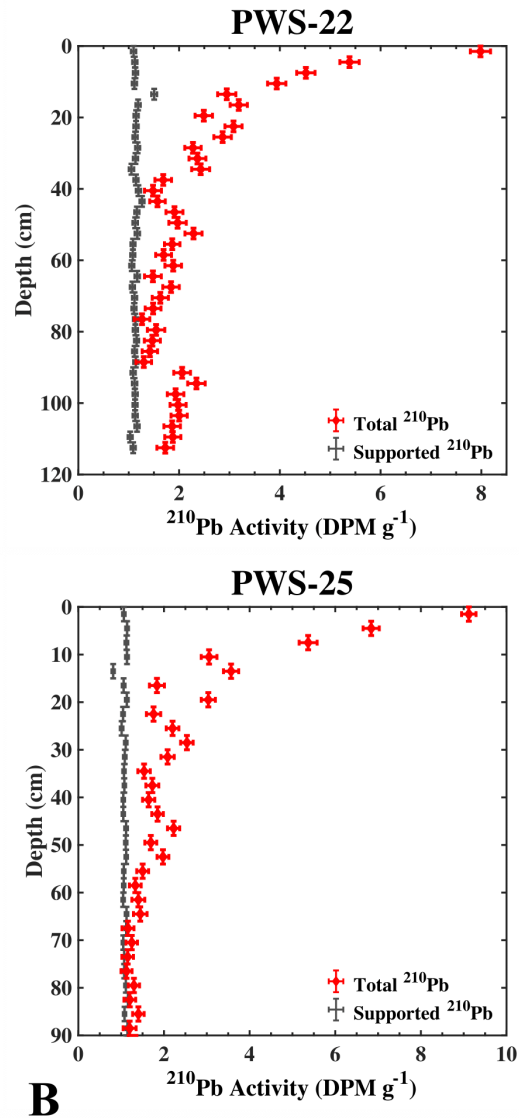 PWS-22
0
20
40
60
80
100
120
Depth (cm)
Total ²¹⁰Pb
Supported ²¹⁰Pb
0 2 4 6 8
²¹⁰Pb Activity (DPM g⁻¹)
PWS-25
0
10
20
30
40
50
60
70
80
90
Depth (cm)
Total ²¹⁰Pb
Supported ²¹⁰Pb
0 2 4 6 8 10
²¹⁰Pb Activity (DPM g⁻¹)
B